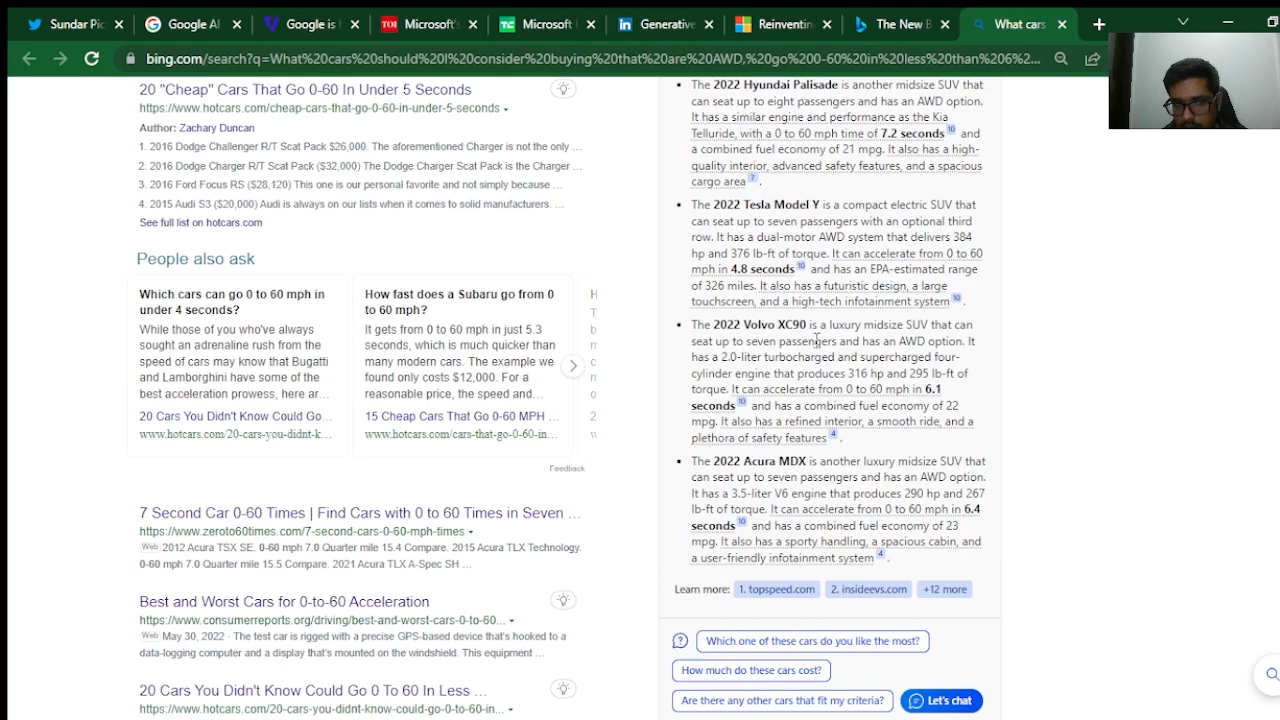 Sundar Pic
Google AI
Google is h
Microsoft's
Microsoft
Generative
Reinventin
The New B
What cars
bing.com/search?q=What%20cars%20should%20I%20consider%20buying%20that%20are%20AWD,%20go%200-60%20in%20less%20than%206%2...
20 "Cheap" Cars That Go 0-60 In Under 5 Seconds
https://www.hotcars.com/cheap-cars-that-go-0-60-in-under-5-seconds
Author: Zachary Duncan
1. 2016 Dodge Challenger R/T Scat Pack $26,000. The aforementioned Charger is not the only ...
2. 2016 Dodge Charger R/T Scat Pack ($32,000) The Dodge Charger Scat Pack is the Charger ...
3. 2016 Ford Focus RS ($28,120) This one is our personal favorite and not simply because ...
4. 2015 Audi S3 ($20,000) Audi is always on our lists when it comes to solid manufacturers. ...
See full list on hotcars.com
People also ask
Which cars can go 0 to 60 mph in
under 4 seconds?
While those of you who've always
sought an adrenaline rush from the
speed of cars may know that Bugatti
and Lamborghini have some of the
best acceleration prowess, here ar...
20 Cars You Didn't Know Could Go...
www.hotcars.com/20-cars-you-didnt-k...
How fast does a Subaru go from 0
to 60 mph?
It gets from 0 to 60 mph in just 5.3
seconds, which is much quicker than
many modern cars. The example we
found only costs $12,000. For a
reasonable price, the speed and...
15 Cheap Cars That Go 0-60 MPH ...
www.hotcars.com/cars-that-go-0-60-in...
Feedback
7 Second Car 0-60 Times | Find Cars with 0 to 60 Times in Seven ...
https://www.zeroto60times.com/7-second-cars-0-60-mph-times
Web 2012 Acura TSX SE. 0-60 mph 7.0 Quarter mile 15.4 Compare. 2015 Acura TLX Technology.
0-60 mph 7.0 Quarter mile 15.5 Compare. 2021 Acura TLX A-Spec SH ...
Best and Worst Cars for 0-to-60 Acceleration
https://www.consumerreports.org/driving/best-and-worst-cars-0-to-60...
Web May 30, 2022 · The test car is rigged with a precise GPS-based device that's hooked to a
data-logging computer and a display that's mounted on the windshield. This equipment ...
20 Cars You Didn't Know Could Go 0 To 60 In Less ...
https://www.hotcars.com/20-cars-you-didnt-know-could-go-0-60-in...
The 2022 Hyundai Palisade is another midsize SUV that
can seat up to eight passengers and has an AWD option.
It has a similar engine and performance as the Kia
Telluride, with a 0 to 60 mph time of 7.2 seconds 10 and
a combined fuel economy of 21 mpg. It also has a high-
quality interior, advanced safety features, and a spacious
cargo area 7 .
The 2022 Tesla Model Y is a compact electric SUV that
can seat up to seven passengers with an optional third
row. It has a dual-motor AWD system that delivers 384
hp and 376 lb-ft of torque. It can accelerate from 0 to 60
mph in 4.8 seconds 10 and has an EPA-estimated range
of 326 miles. It also has a futuristic design, a large
touchscreen, and a high-tech infotainment system 10 .
The 2022 Volvo XC90 is a luxury midsize SUV that can
seat up to seven passengers and has an AWD option. It
has a 2.0-liter turbocharged and supercharged four-
cylinder engine that produces 316 hp and 295 lb-ft of
torque. It can accelerate from 0 to 60 mph in 6.1
seconds 10 and has a combined fuel economy of 22
mpg. It also has a refined interior, a smooth ride, and a
plethora of safety features 4 .
The 2022 Acura MDX is another luxury midsize SUV that
can seat up to seven passengers and has an AWD option.
It has a 3.5-liter V6 engine that produces 290 hp and 267
lb-ft of torque. It can accelerate from 0 to 60 mph in 6.4
seconds 10 and has a combined fuel economy of 23
mpg. It also has a sporty handling, a spacious cabin, and
a user-friendly infotainment system 4 .
Learn more: 1. topspeed.com 2. insideevs.com +12 more
Which one of these cars do you like the most?
How much do these cars cost?
Are there any other cars that fit my criteria?
Let's chat